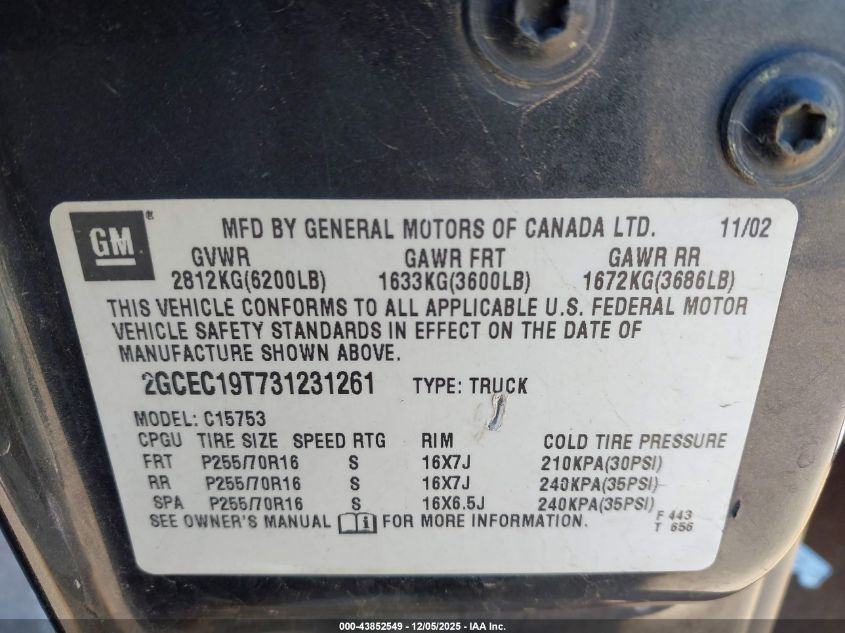 GM ® MFD BY GENERAL MOTORS OF CANADA LTD. 11/02
GVWR GAWR FRT GAWR RR
2812KG(6200LB) 1633KG(3600LB) 1672KG(3686LB)
THIS VEHICLE CONFORMS TO ALL APPLICABLE U.S. FEDERAL MOTOR
VEHICLE SAFETY STANDARDS IN EFFECT ON THE DATE OF
MANUFACTURE SHOWN ABOVE.
2GCEC19T731231261 TYPE: TRUCK
MODEL: C15753
CPGU TIRE SIZE SPEED RTG RIM COLD TIRE PRESSURE
FRT P255/70R16 S 16X7J 210KPA(30PSI)
RR P255/70R16 S 16X7J 240KPA(35PSI)
SPA P255/70R16 S 16X6.5J 240KPA(35PSI)
SEE OWNER'S MANUAL i FOR MORE INFORMATION.
F 443
T 656
000-43852549 - 12/05/2025 - IAA Inc.